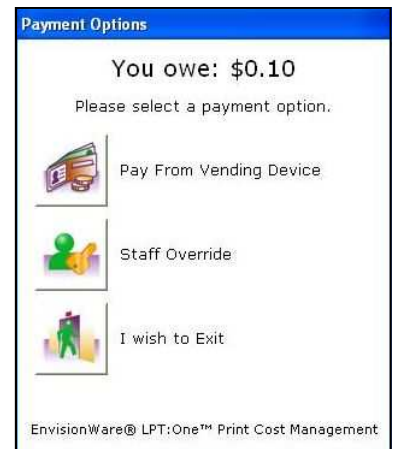 Payment Options
You owe: $0.10
Please select a payment option.
Pay From Vending Device
Staff Override
I wish to Exit
EnvisionWare® LPT:One™ Print Cost Management